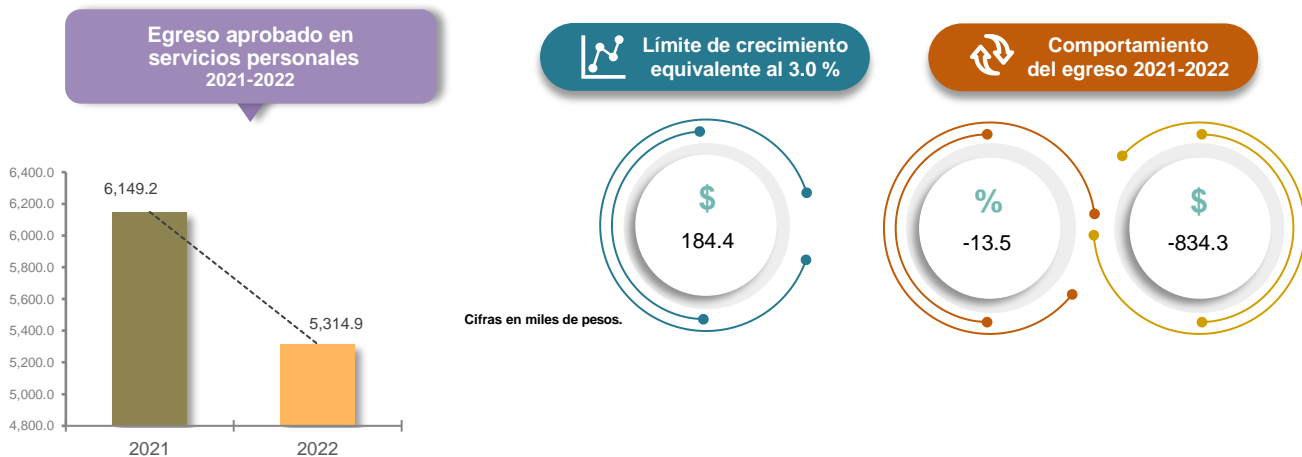 Egreso aprobado en
servicios personales
2021-2022
Límite de crecimiento
equivalente al 3.0 %
Comportamiento
del egreso 2021-2022
6,400.0
6,200.0
6,000.0
5,800.0
5,600.0
5,400.0
5,200.0
5,000.0
4,800.0
6,149.2
5,314.9
2021
2022
$
184.4
%
-13.5
$
-834.3
Cifras en miles de pesos.